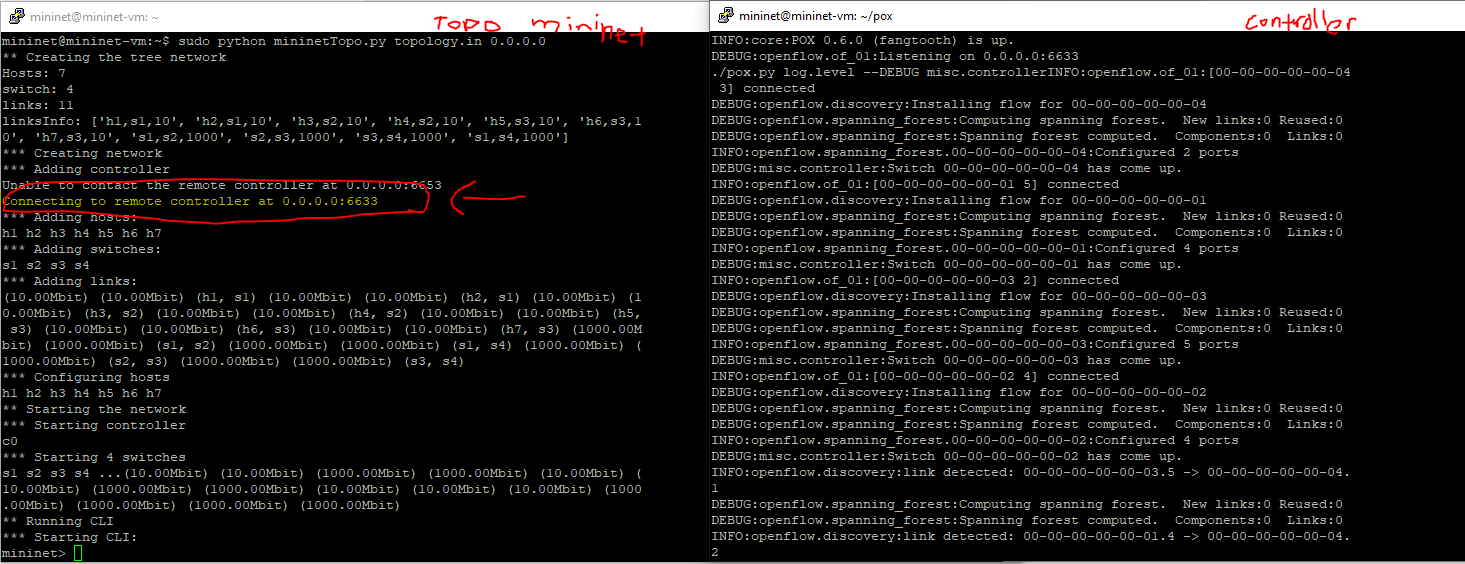 mininet@mininet-vm: ~
TOPO mininet
mininet@mininet-vm:~$ sudo python mininetTopo.py topology.in 0.0.0.0
** Creating the tree network
Hosts: 7
switch: 4
links: 11
linksInfo: ['h1,s1,10', 'h2,s1,10', 'h3,s2,10', 'h4,s2,10', 'h5,s3,10', 'h6,s3,1
0', 'h7,s3,10', 's1,s2,1000', 's2,s3,1000', 's3,s4,1000', 's1,s4,1000']
*** Creating network
*** Adding controller
Unable to contact the remote controller at 0.0.0.0:6653
Connecting to remote controller at 0.0.0.0:6633
*** Adding hosts:
h1 h2 h3 h4 h5 h6 h7
*** Adding switches:
s1 s2 s3 s4
*** Adding links:
(10.00Mbit) (10.00Mbit) (h1, s1) (10.00Mbit) (10.00Mbit) (h2, s1) (10.00Mbit) (1
0.00Mbit) (h3, s2) (10.00Mbit) (10.00Mbit) (h4, s2) (10.00Mbit) (10.00Mbit) (h5,
 s3) (10.00Mbit) (10.00Mbit) (h6, s3) (10.00Mbit) (10.00Mbit) (h7, s3) (1000.00M
bit) (1000.00Mbit) (s1, s2) (1000.00Mbit) (1000.00Mbit) (s1, s4) (1000.00Mbit) (
1000.00Mbit) (s2, s3) (1000.00Mbit) (1000.00Mbit) (s3, s4)
*** Configuring hosts
h1 h2 h3 h4 h5 h6 h7
** Starting the network
*** Starting controller
c0
*** Starting 4 switches
s1 s2 s3 s4 ...(10.00Mbit) (10.00Mbit) (1000.00Mbit) (1000.00Mbit) (10.00Mbit) (
10.00Mbit) (1000.00Mbit) (1000.00Mbit) (10.00Mbit) (10.00Mbit) (10.00Mbit) (1000
.00Mbit) (1000.00Mbit) (1000.00Mbit) (1000.00Mbit)
** Running CLI
*** Starting CLI:
mininet>
mininet@mininet-vm: ~/pox
controller
INFO:core:POX 0.6.0 (fangtooth) is up.
DEBUG:openflow.of_01:Listening on 0.0.0.0:6633
./pox.py log.level --DEBUG misc.controllerINFO:openflow.of_01:[00-00-00-00-00-04
 3] connected
DEBUG:openflow.discovery:Installing flow for 00-00-00-00-00-04
DEBUG:openflow.spanning_forest:Computing spanning forest.  New links:0 Reused:0
DEBUG:openflow.spanning_forest:Spanning forest computed.  Components:0  Links:0
INFO:openflow.spanning_forest.00-00-00-00-00-04:Configured 2 ports
DEBUG:misc.controller:Switch 00-00-00-00-00-04 has come up.
INFO:openflow.of_01:[00-00-00-00-00-01 5] connected
DEBUG:openflow.discovery:Installing flow for 00-00-00-00-00-01
DEBUG:openflow.spanning_forest:Computing spanning forest.  New links:0 Reused:0
DEBUG:openflow.spanning_forest:Spanning forest computed.  Components:0  Links:0
INFO:openflow.spanning_forest.00-00-00-00-00-01:Configured 4 ports
DEBUG:misc.controller:Switch 00-00-00-00-00-01 has come up.
INFO:openflow.of_01:[00-00-00-00-00-03 2] connected
DEBUG:openflow.discovery:Installing flow for 00-00-00-00-00-03
DEBUG:openflow.spanning_forest:Computing spanning forest.  New links:0 Reused:0
DEBUG:openflow.spanning_forest:Spanning forest computed.  Components:0  Links:0
INFO:openflow.spanning_forest.00-00-00-00-00-03:Configured 5 ports
DEBUG:misc.controller:Switch 00-00-00-00-00-03 has come up.
INFO:openflow.of_01:[00-00-00-00-00-02 4] connected
DEBUG:openflow.discovery:Installing flow for 00-00-00-00-00-02
DEBUG:openflow.spanning_forest:Computing spanning forest.  New links:0 Reused:0
DEBUG:openflow.spanning_forest:Spanning forest computed.  Components:0  Links:0
INFO:openflow.spanning_forest.00-00-00-00-00-02:Configured 4 ports
DEBUG:misc.controller:Switch 00-00-00-00-00-02 has come up.
INFO:openflow.discovery:link detected: 00-00-00-00-00-03.5 -> 00-00-00-00-00-04.
1
DEBUG:openflow.spanning_forest:Computing spanning forest.  New links:0 Reused:0
DEBUG:openflow.spanning_forest:Spanning forest computed.  Components:0  Links:0
INFO:openflow.discovery:link detected: 00-00-00-00-00-01.4 -> 00-00-00-00-00-04.
2